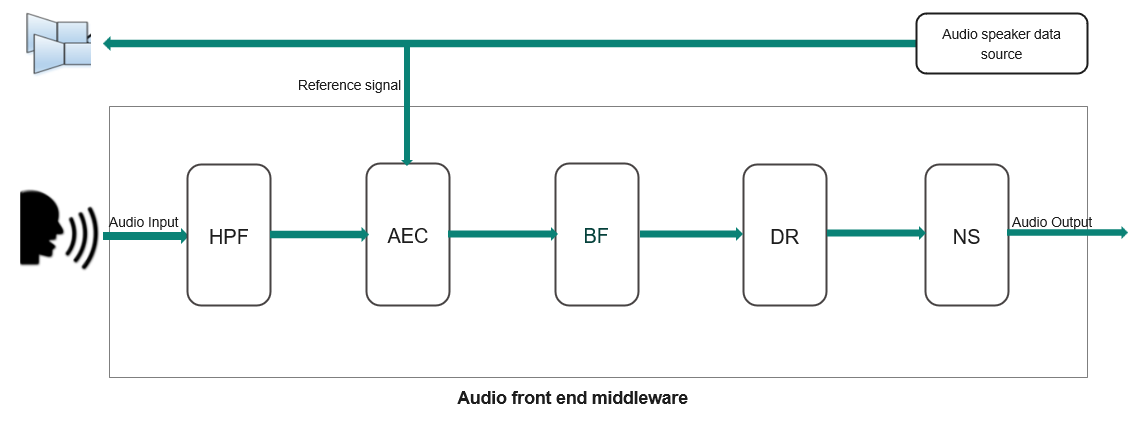 Audio speaker data
source
Reference signal
Audio Input
HPF
AEC
BF
DR
NS
Audio Output
Audio front end middleware